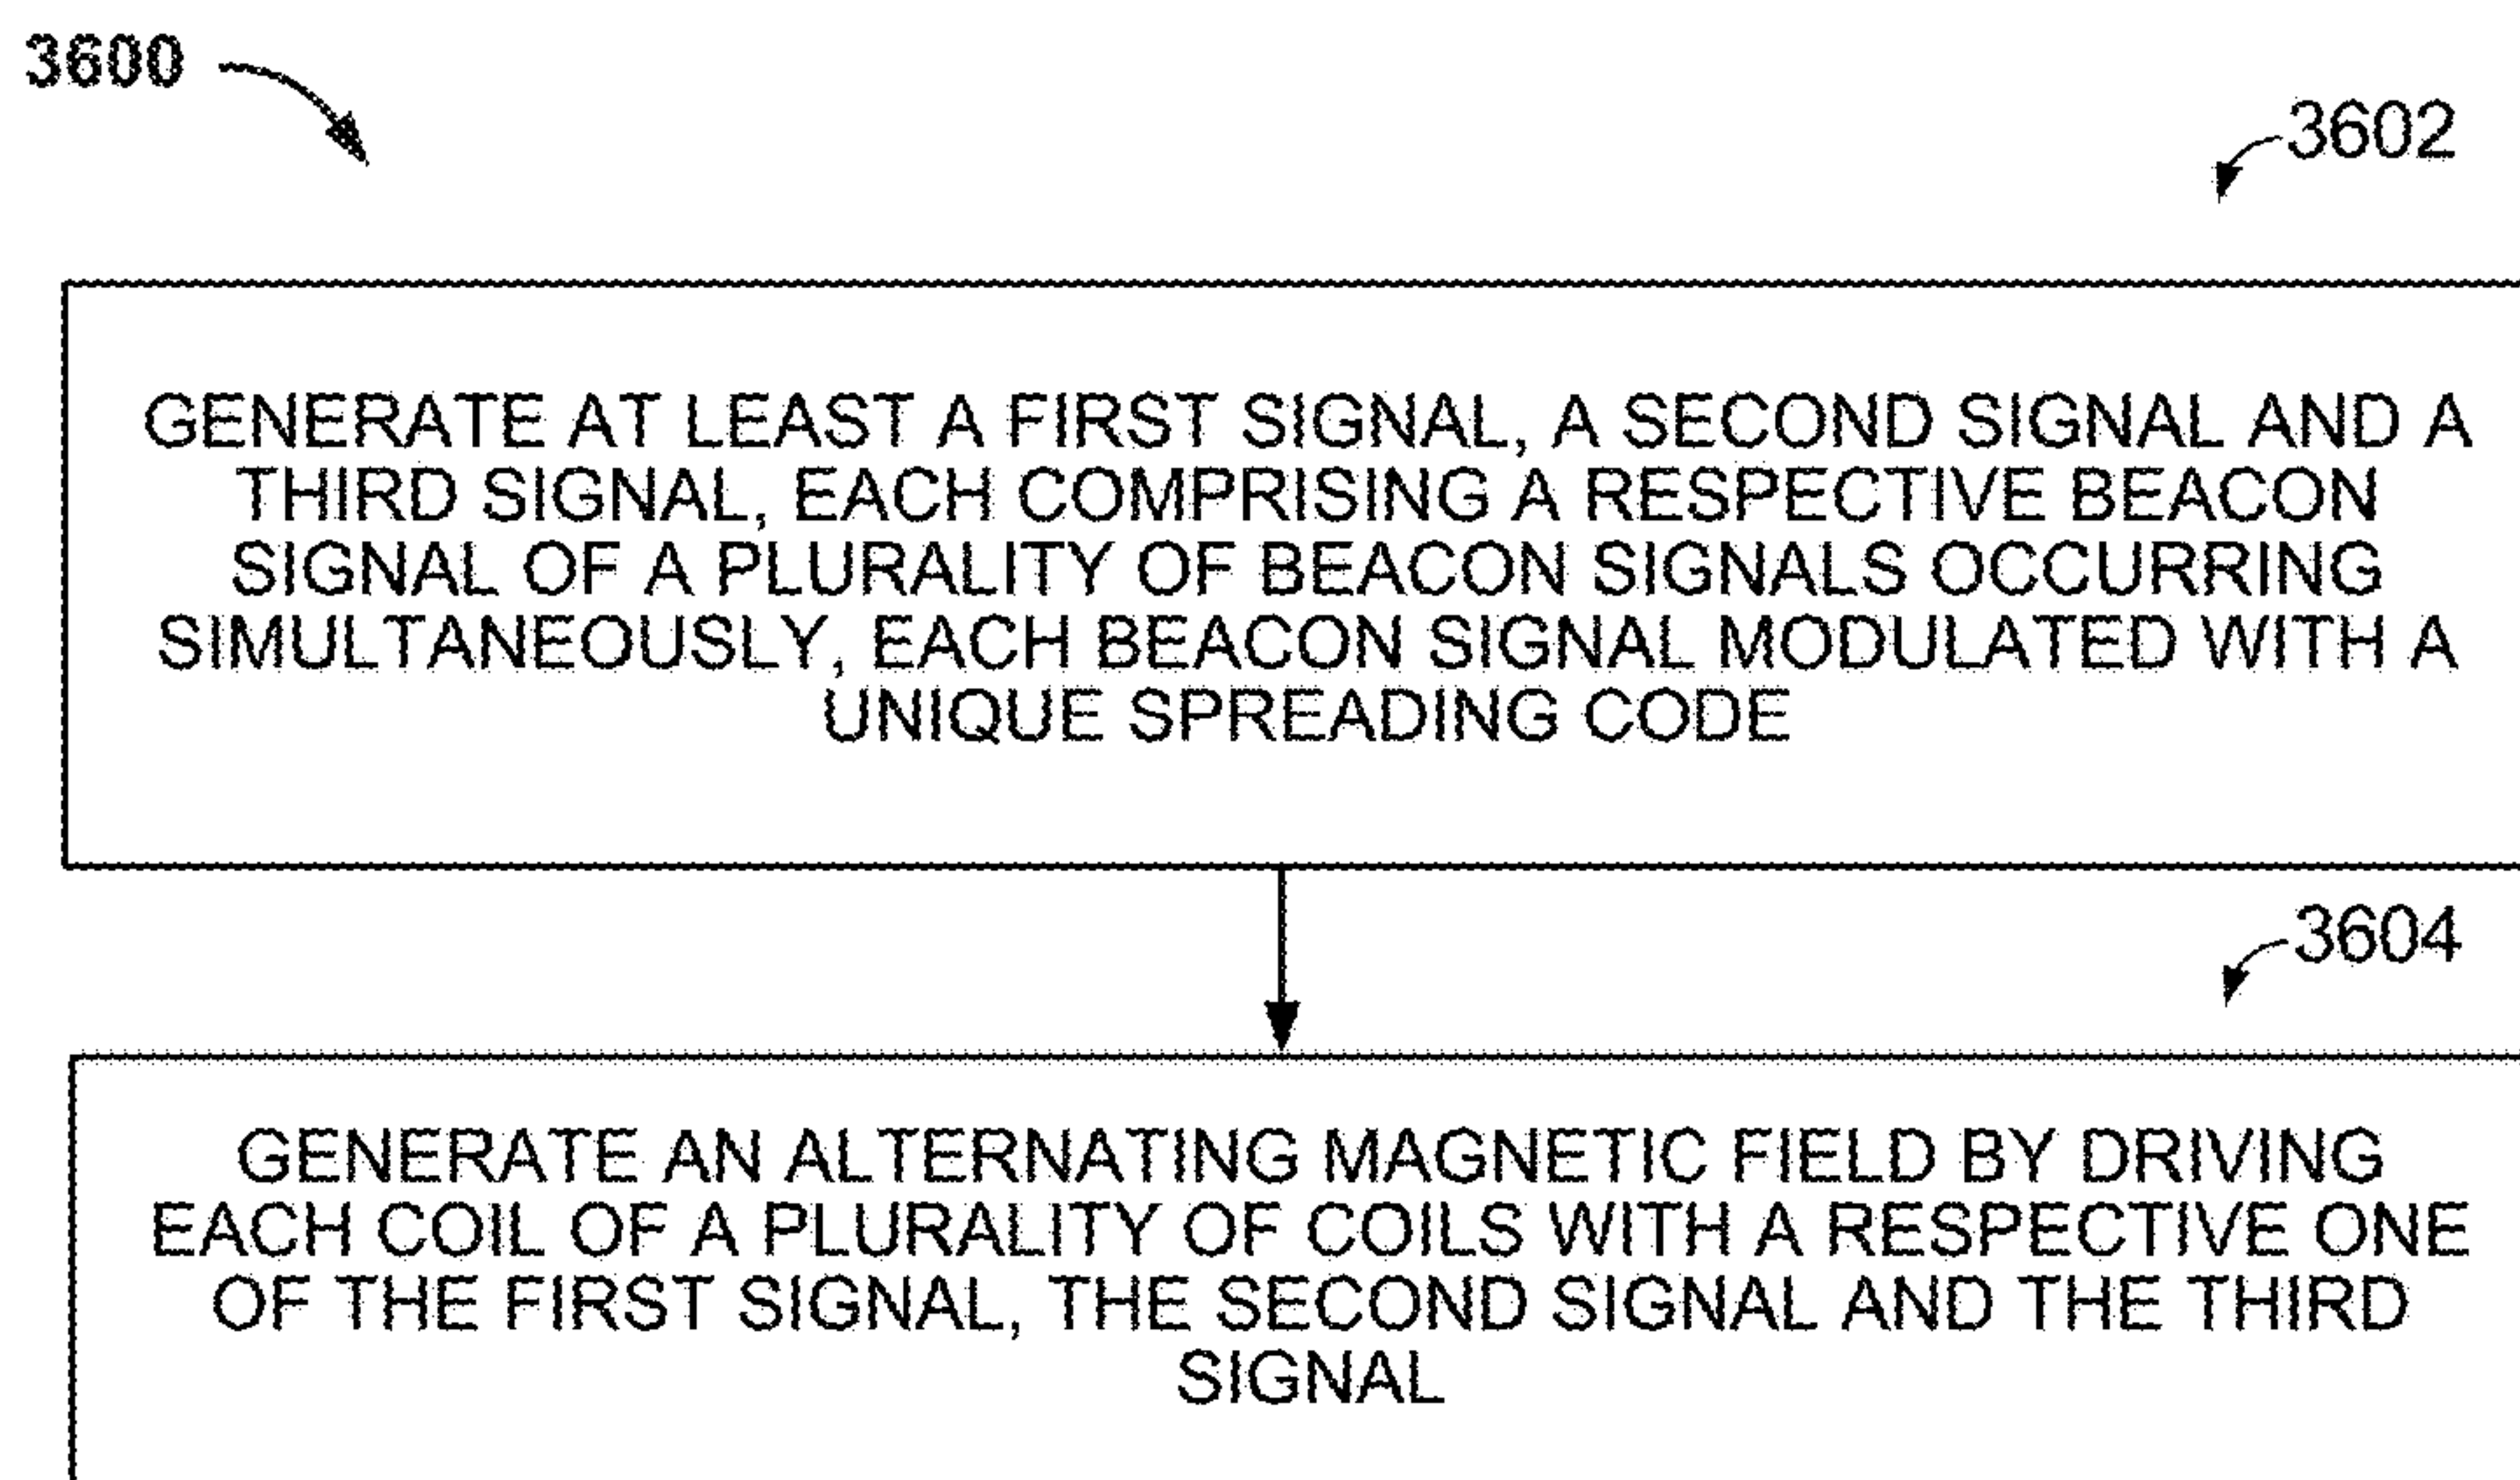 3600
3602
GENERATE AT LEAST A FIRST SIGNAL, A SECOND SIGNAL AND A
THIRD SIGNAL, EACH COMPRISING A RESPECTIVE BEACON
SIGNAL OF A PLURALITY OF BEACON SIGNALS OCCURRING
SIMULTANEOUSLY, EACH BEACON SIGNAL MODULATED WITH A
UNIQUE SPREADING CODE
3604
GENERATE AN ALTERNATING MAGNETIC FIELD BY DRIVING
EACH COIL OF A PLURALITY OF COILS WITH A RESPECTIVE ONE
OF THE FIRST SIGNAL, THE SECOND SIGNAL AND THE THIRD
SIGNAL